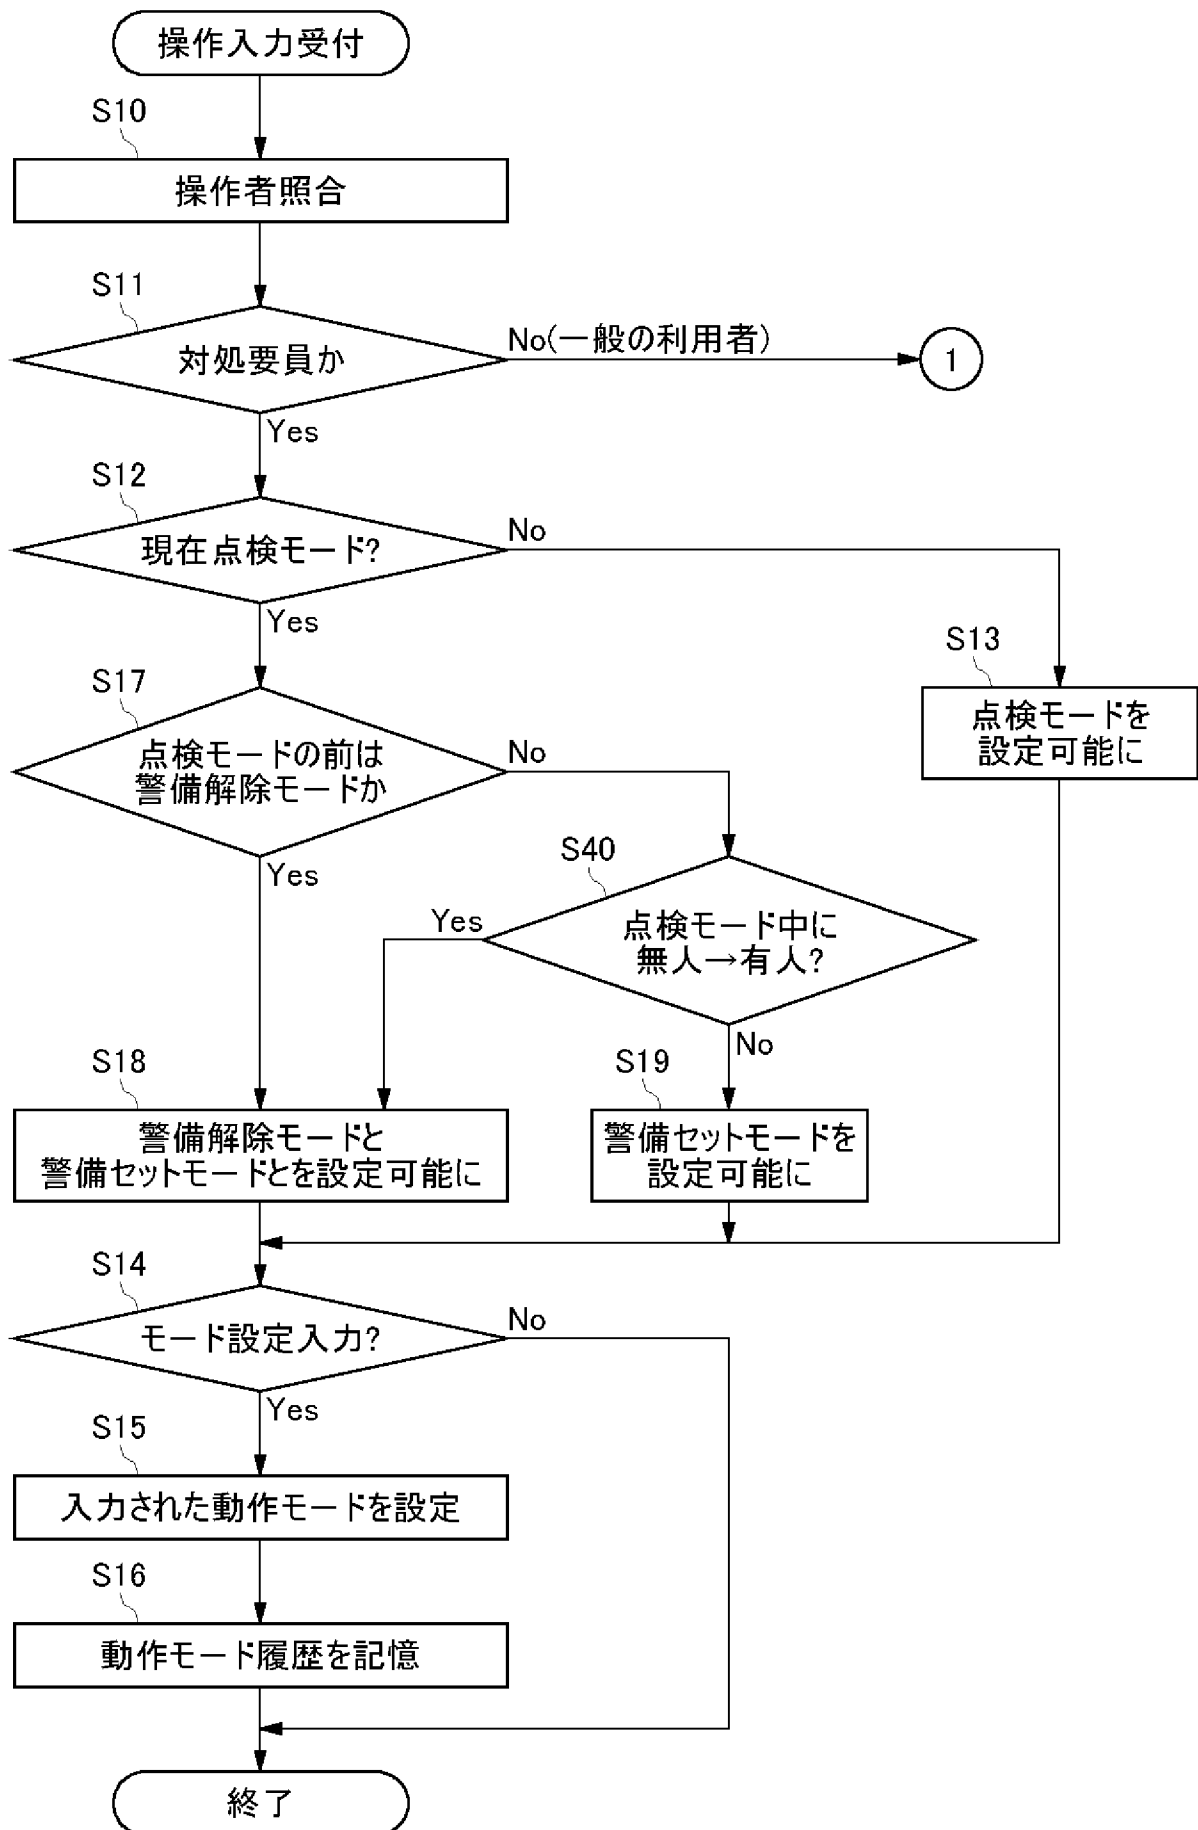 操作入力受付
S10
操作者照合
S11
対処要員か
No(一般の利用者)
1
Yes
S12
現在点検モード?
No
Yes
S13
点検モードを
設定可能に
S17
点検モードの前は
警備解除モードか
No
Yes
S40
点検モード中に
無人→有人?
Yes
No
S18
警備解除モードと
警備セットモードとを設定可能に
S19
警備セットモードを
設定可能に
S14
モード設定入力?
No
Yes
S15
入力された動作モードを設定
S16
動作モード履歴を記憶
終了